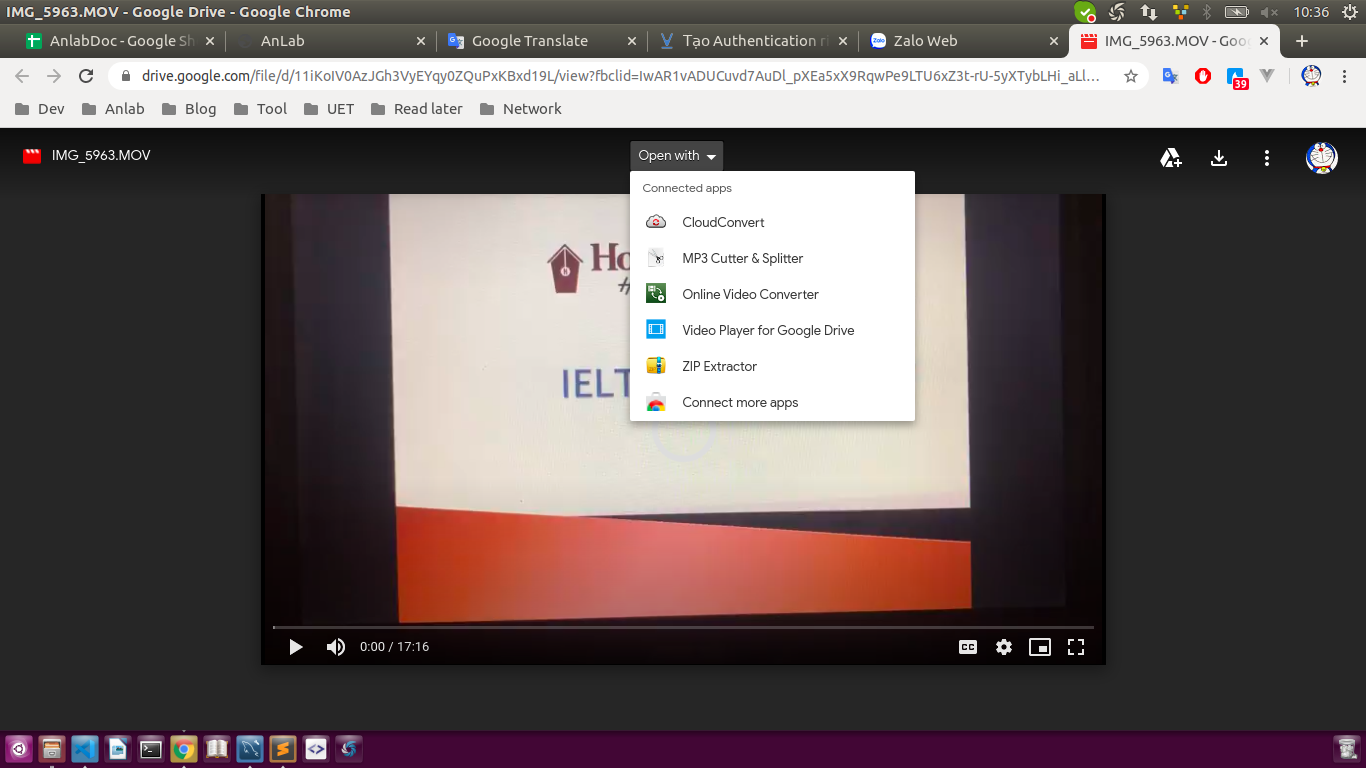 IMG_5963.MOV - Google Drive - Google Chrome
10:36
AnlabDoc - Google Sh
AnLab
Google Translate
Tạo Authentication
Zalo Web
IMG_5963.MOV - Goog
drive.google.com/file/d/11iKoIV0AzJGh3VyEYqy0ZQuPxKBxd19L/view?fbclid=IwAR1vADUCuvd7AuDl_pXEa5xX9RqwPe9LTU6xZ3t-rU-5yXTybLHi_aLl...
39
Dev
Anlab
Blog
Tool
UET
Read later
Network
IMG_5963.MOV
Open with
Connected apps
CloudConvert
MP3 Cutter & Splitter
Online Video Converter
Video Player for Google Drive
ZIP Extractor
Connect more apps
Ho
#
IELT
0:00 / 17:16
CC